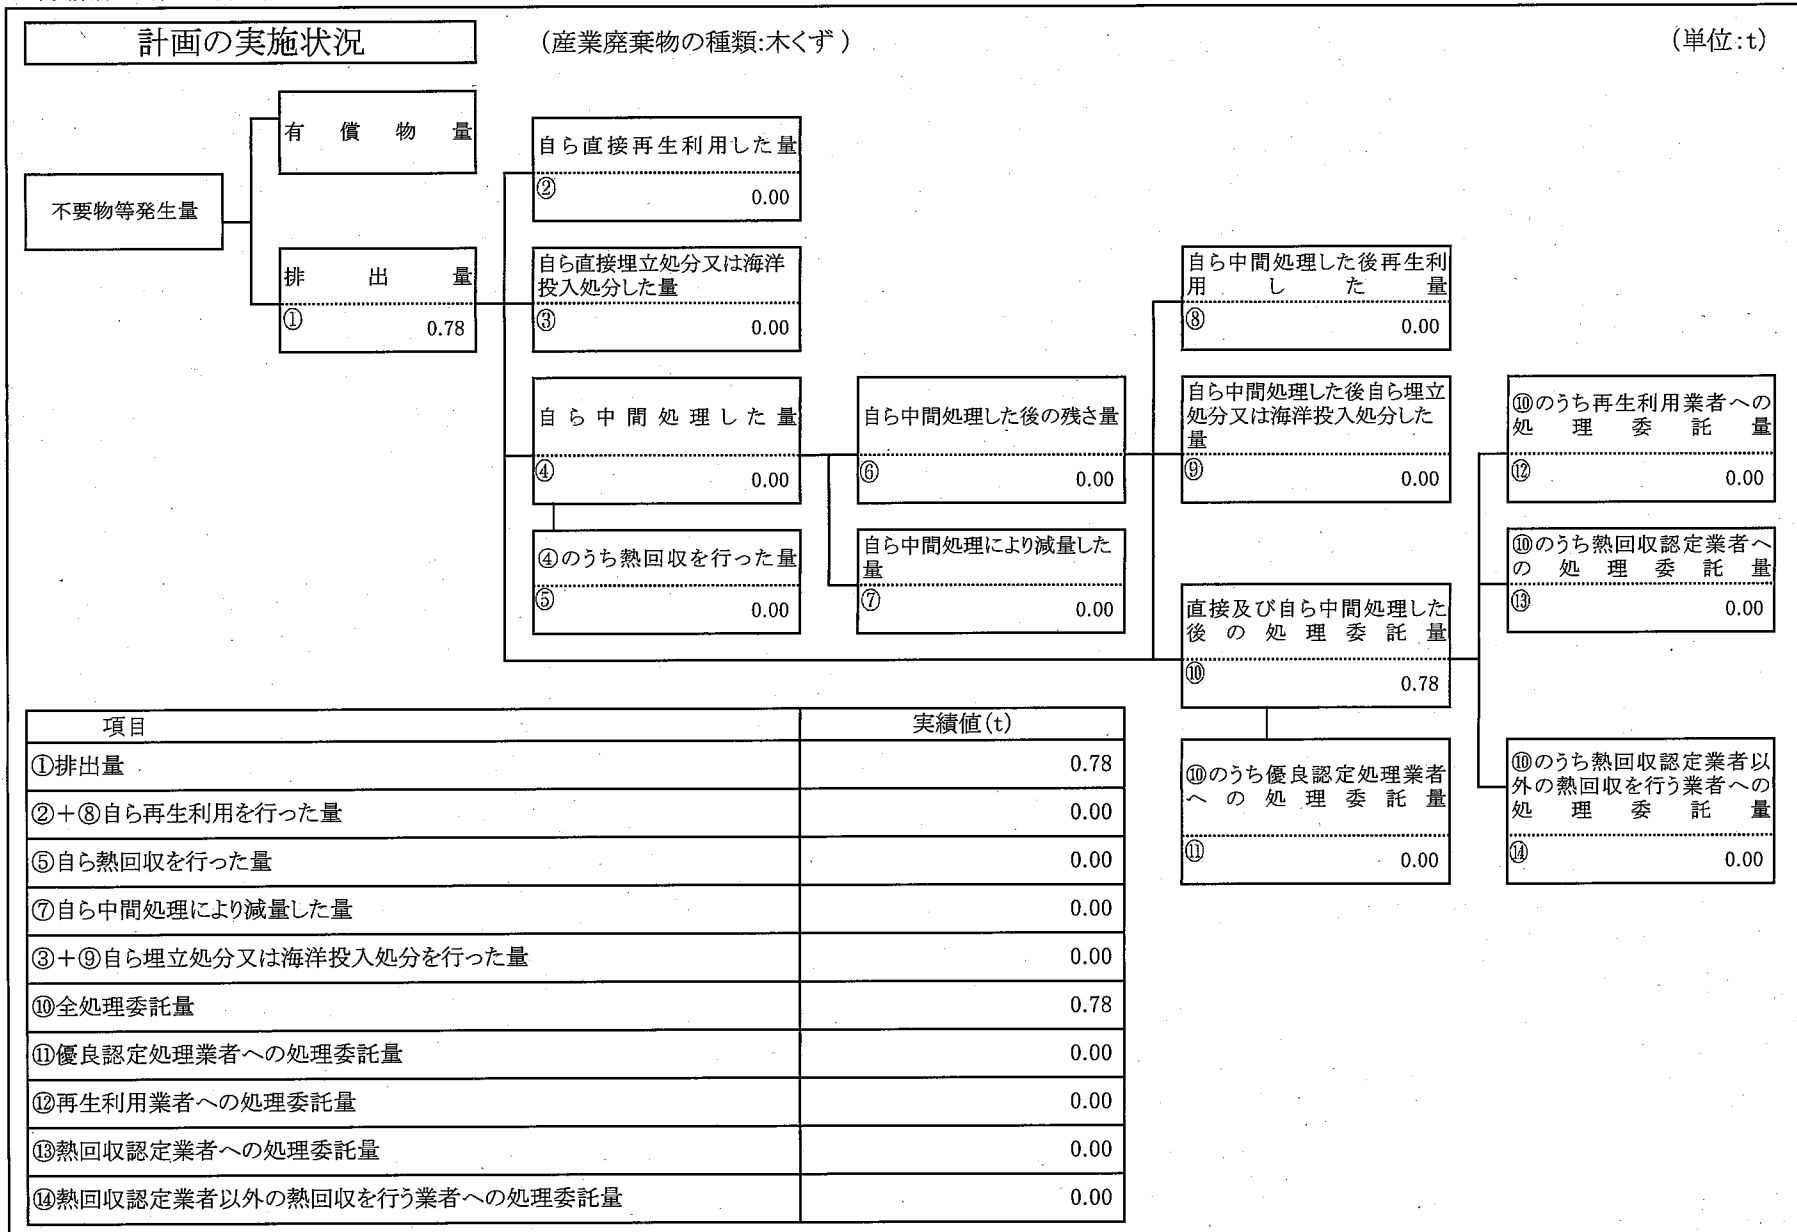 計画の実施状況
(産業廃棄物の種類:木くず )
(単位:t)
不要物等発生量
有償物量
排出量
① 0.78
自ら直接再生利用した量
② 0.00
自ら直接埋立処分又は海洋
投入処分した量
③ 0.00
自ら中間処理した量
④ 0.00
④のうち熱回収を行った量
⑤ 0.00
自ら中間処理した後の残さ量
⑥ 0.00
自ら中間処理により減量した
量
⑦ 0.00
自ら中間処理した後再生利
用した量
⑧ 0.00
自ら中間処理した後自ら埋立
処分又は海洋投入処分した
量
⑨ 0.00
直接及び自ら中間処理した
後の処理委託量
⑩ 0.78
⑩のうち優良認定処理業者
への処理委託量
⑪ 0.00
⑩のうち再生利用業者への
処理委託量
⑫ 0.00
⑩のうち熱回収認定業者へ
の処理委託量
⑬ 0.00
⑩のうち熱回収認定業者以
外の熱回収を行う業者への
処理委託量
⑭ 0.00
項目 実績値(t)
①排出量 0.78
②+⑧自ら再生利用を行った量 0.00
⑤自ら熱回収を行った量 0.00
⑦自ら中間処理により減量した量 0.00
③+⑨自ら埋立処分又は海洋投入処分を行った量 0.00
⑩全処理委託量 0.78
⑪優良認定処理業者への処理委託量 0.00
⑫再生利用業者への処理委託量 0.00
⑬熱回収認定業者への処理委託量 0.00
⑭熱回収認定業者以外の熱回収を行う業者への処理委託量 0.00